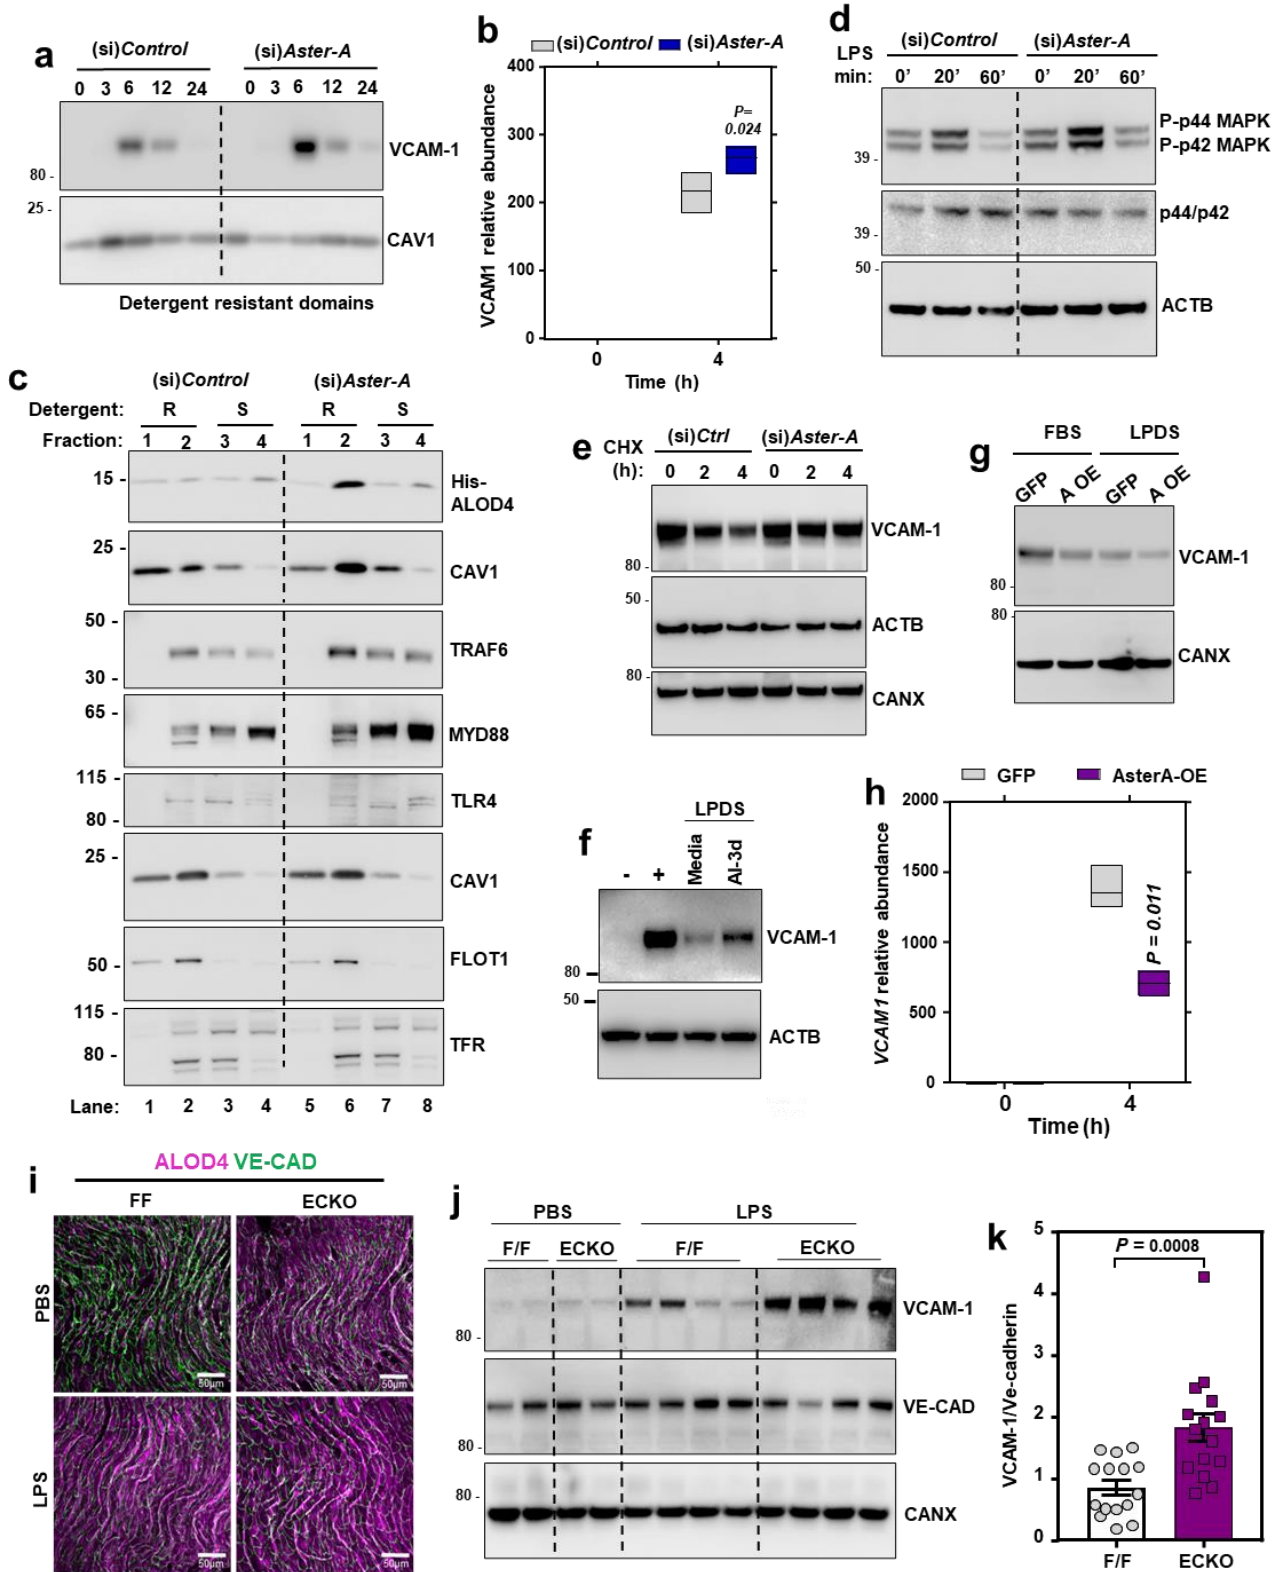 a
(si)Control (si)Aster-A
0 3 6 12 24 0 3 6 12 24
VCAM-1
80 -
25 -
CAV1
Detergent resistant domains
b
(si)Control (si)Aster-A
VCAM1 relative abundance
400
300
200
100
0
P=
0.024
0 4
Time (h)
d
LPS (si)Control (si)Aster-A
min: 0’ 20’ 60’ 0’ 20’ 60’
P-p44 MAPK
P-p42 MAPK
39 -
p44/p42
39 -
50 -
ACTB
c
(si)Control (si)Aster-A
Detergent: R S R S
Fraction: 1 2 3 4 1 2 3 4
15 -
His-
ALOD4
25 -
CAV1
50 -
TRAF6
30 -
65 -
MYD88
115 -
TLR4
80 -
25 -
CAV1
50 -
FLOT1
115 -
TFR
80 -
Lane: 1 2 3 4 5 6 7 8
e
CHX (si)Ctrl (si)Aster-A
(h): 0 2 4 0 2 4
VCAM-1
80 -
50 -
ACTB
80 -
CANX
g
FBS LPDS
GFP A OE GFP A OE
VCAM-1
80 -
80 -
CANX
f
LPDS
- + Media AI-3d
VCAM-1
80 -
50 -
ACTB
h
GFP AsterA-OE
VCAM1 relative abundance
2000
1500
1000
500
0
P = 0.011
0 4
Time (h)
i
ALOD4 VE-CAD
FF ECKO
PBS
50µm 50µm
LPS
50µm 50µm
j
PBS LPS
F/F ECKO F/F ECKO
VCAM-1
80 -
VE-CAD
80 -
80 -
CANX
k
VCAM-1/Ve-cadherin
5
4
3
2
1
0
P = 0.0008
F/F ECKO